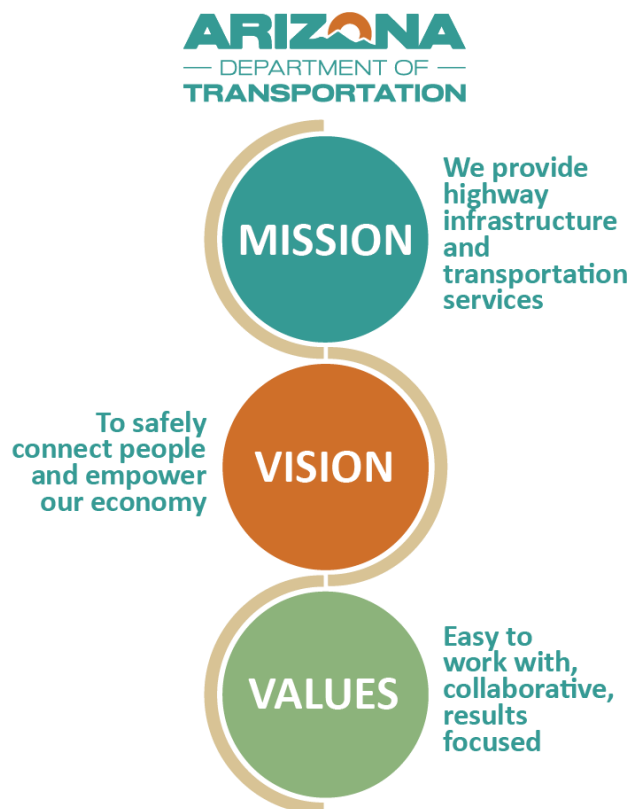 ARIZONA
DEPARTMENT OF
TRANSPORTATION
MISSION
We provide
highway
infrastructure
and
transportation
services
To safely
connect people
and empower
our economy
VISION
VALUES
Easy to
work with,
collaborative,
results
focused